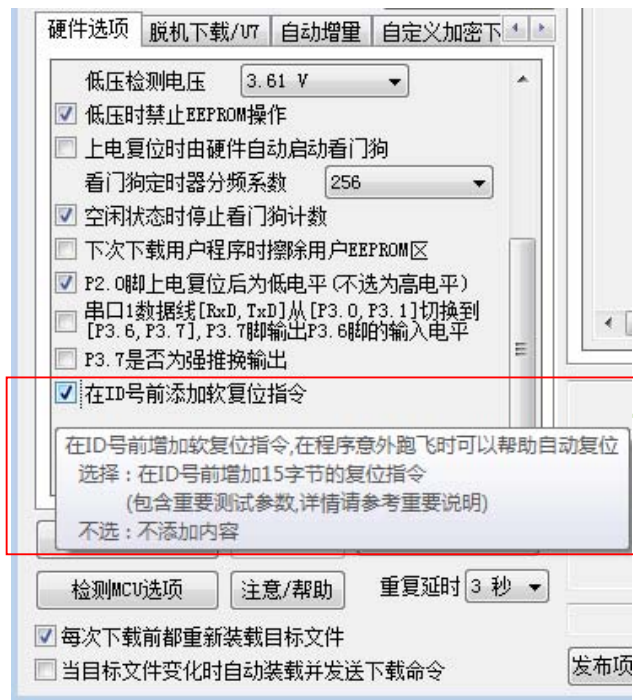 硬件选项 脱机下载/U7 自动增量 自定义加密下
低压检测电压 3.61 V
低压时禁止EEPROM操作
上电复位时由硬件自动启动看门狗
看门狗定时器分频系数 256
空闲状态时停止看门狗计数
下次下载用户程序时擦除用户EEPROM区
P2.0脚上电复位后为低电平(不选为高电平)
串口1数据线[RxD,TxD]从[P3.0,P3.1]切换到
[P3.6,P3.7],P3.7脚输出P3.6脚的输入电平
P3.7是否为强推挽输出
在ID号前添加软复位指令
在ID号前增加软复位指令,在程序意外跑飞时可以帮助自动复位
选择：在ID号前增加15字节的复位指令
(包含重要测试参数,详情请参考重要说明)
不选：不添加内容
检测MCU选项 注意/帮助 重复延时 3 秒
每次下载前都重新装载目标文件
当目标文件变化时自动装载并发送下载命令
发布项